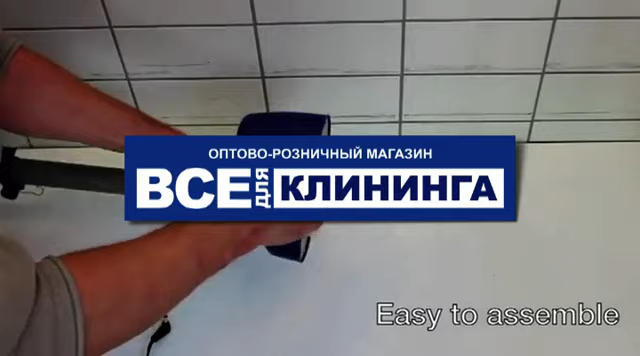 ОПТОВО-РОЗНИЧНЫЙ МАГАЗИН
ВСЕ ДЛЯ КЛИНИНГА
Easy to assemble